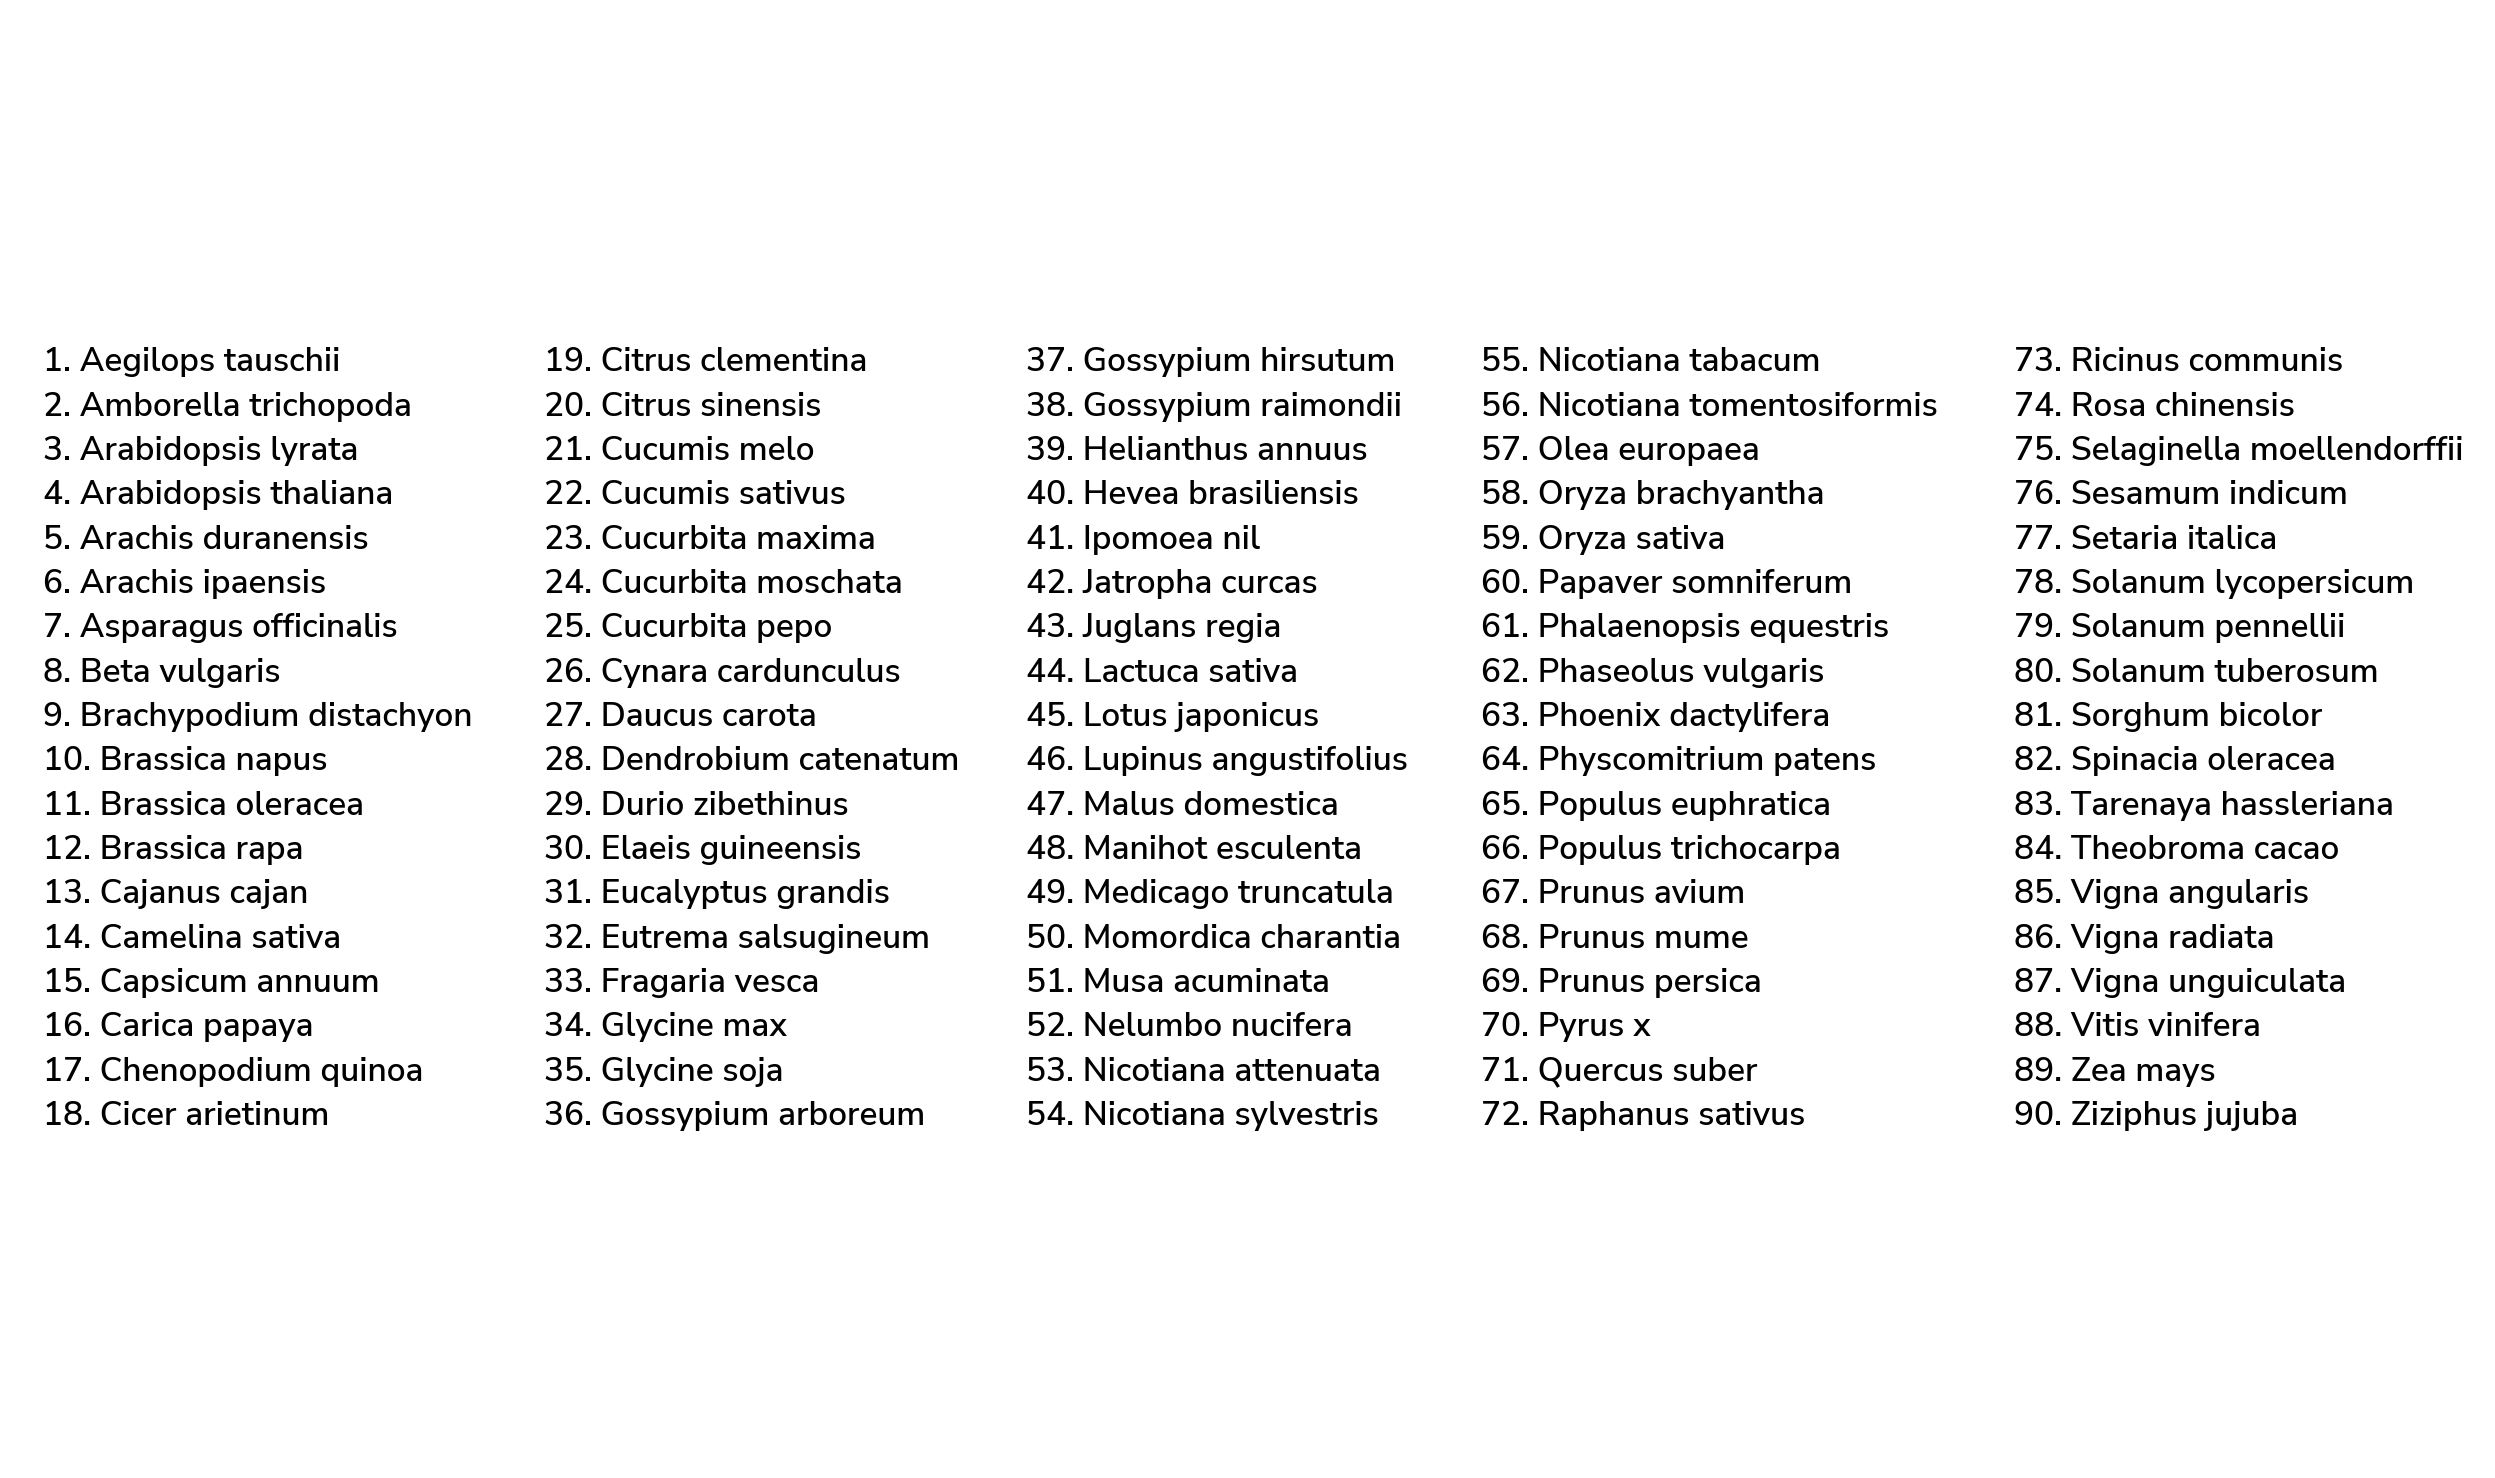 1. Aegilops tauschii
2. Amborella trichopoda
3. Arabidopsis lyrata
4. Arabidopsis thaliana
5. Arachis duranensis
6. Arachis ipaensis
7. Asparagus officinalis
8. Beta vulgaris
9. Brachypodium distachyon
10. Brassica napus
11. Brassica oleracea
12. Brassica rapa
13. Cajanus cajan
14. Camelina sativa
15. Capsicum annuum
16. Carica papaya
17. Chenopodium quinoa
18. Cicer arietinum
19. Citrus clementina
20. Citrus sinensis
21. Cucumis melo
22. Cucumis sativus
23. Cucurbita maxima
24. Cucurbita moschata
25. Cucurbita pepo
26. Cynara cardunculus
27. Daucus carota
28. Dendrobium catenatum
29. Durio zibethinus
30. Elaeis guineensis
31. Eucalyptus grandis
32. Eutrema salsugineum
33. Fragaria vesca
34. Glycine max
35. Glycine soja
36. Gossypium arboreum
37. Gossypium hirsutum
38. Gossypium raimondii
39. Helianthus annuus
40. Hevea brasiliensis
41. Ipomoea nil
42. Jatropha curcas
43. Juglans regia
44. Lactuca sativa
45. Lotus japonicus
46. Lupinus angustifolius
47. Malus domestica
48. Manihot esculenta
49. Medicago truncatula
50. Momordica charantia
51. Musa acuminata
52. Nelumbo nucifera
53. Nicotiana attenuata
54. Nicotiana sylvestris
55. Nicotiana tabacum
56. Nicotiana tomentosiformis
57. Olea europaea
58. Oryza brachyantha
59. Oryza sativa
60. Papaver somniferum
61. Phalaenopsis equestris
62. Phaseolus vulgaris
63. Phoenix dactylifera
64. Physcomitrium patens
65. Populus euphratica
66. Populus trichocarpa
67. Prunus avium
68. Prunus mume
69. Prunus persica
70. Pyrus x
71. Quercus suber
72. Raphanus sativus
73. Ricinus communis
74. Rosa chinensis
75. Selaginella moellendorffii
76. Sesamum indicum
77. Setaria italica
78. Solanum lycopersicum
79. Solanum pennellii
80. Solanum tuberosum
81. Sorghum bicolor
82. Spinacia oleracea
83. Tarenaya hassleriana
84. Theobroma cacao
85. Vigna angularis
86. Vigna radiata
87. Vigna unguiculata
88. Vitis vinifera
89. Zea mays
90. Ziziphus jujuba